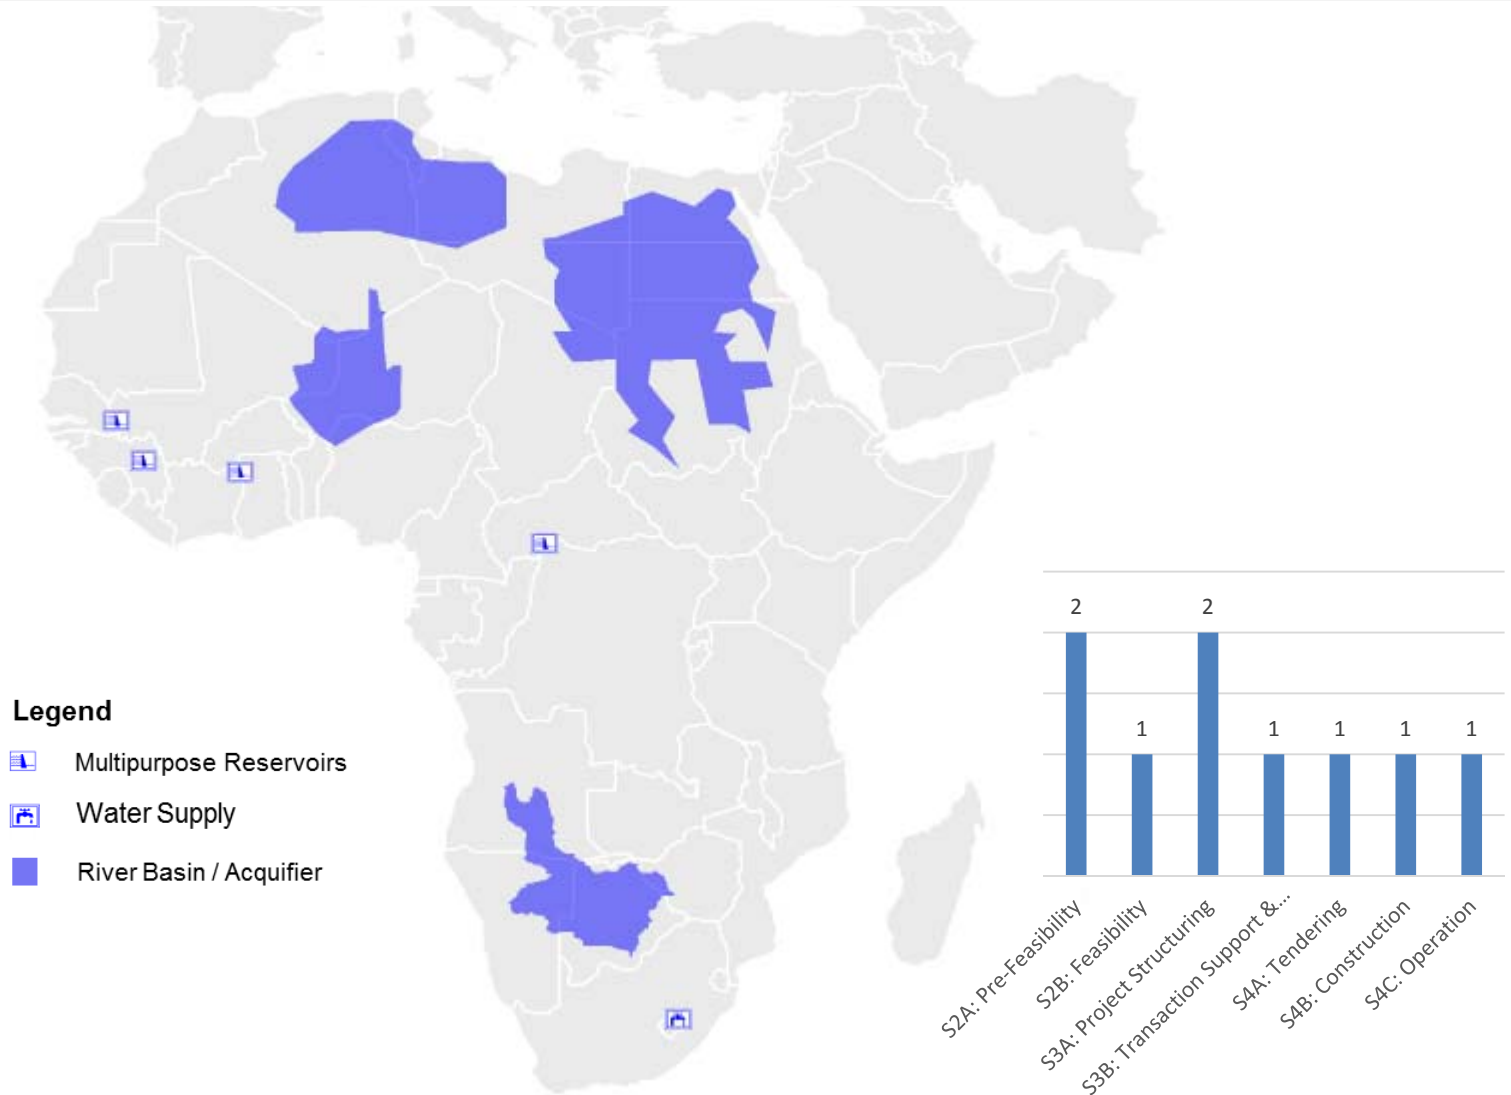 Legend
Multipurpose Reservoirs
Water Supply
River Basin / Acquifier
2
1
2
1
1
1
1
S2A: Pre-Feasibility
S2B: Feasibility
S3A: Project Structuring
S3B: Transaction Support &...
S4A: Tendering
S4B: Construction
S4C: Operation